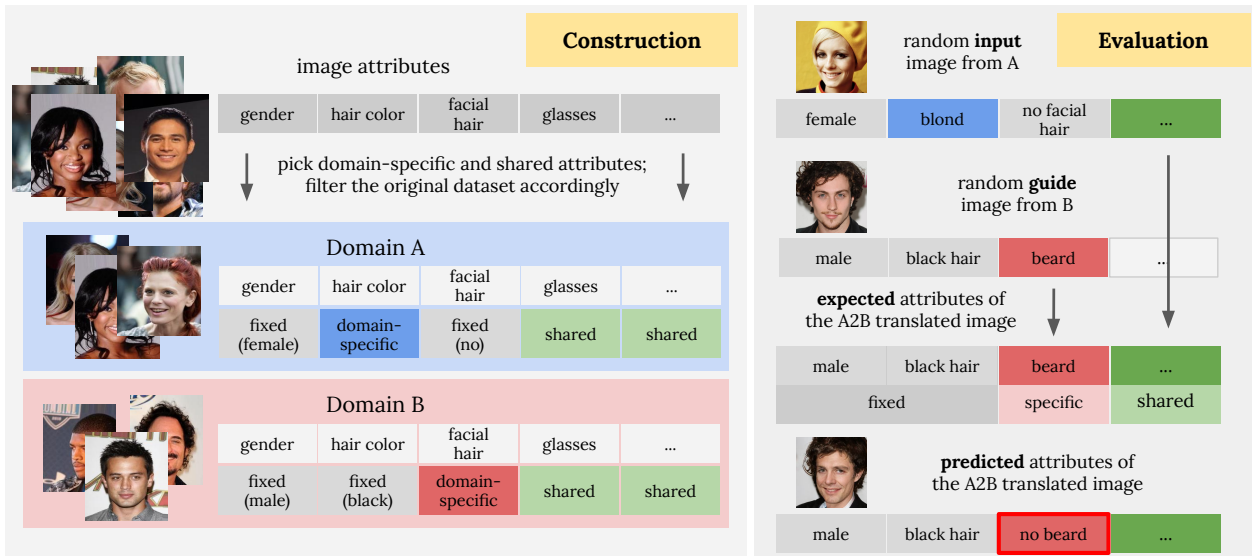 Construction
image attributes
gender hair color facial hair glasses ...
pick domain-specific and shared attributes;
filter the original dataset accordingly
Domain A
gender hair color facial hair glasses ...
fixed (female) domain-specific fixed (no) shared shared
Domain B
gender hair color facial hair glasses ...
fixed (male) fixed (black) domain-specific shared shared
Evaluation
random input
image from A
female blond no facial hair ...
random guide
image from B
male black hair beard ...
expected attributes of
the A2B translated image
male black hair beard ...
fixed specific shared
predicted attributes of
the A2B translated image
male black hair no beard ...